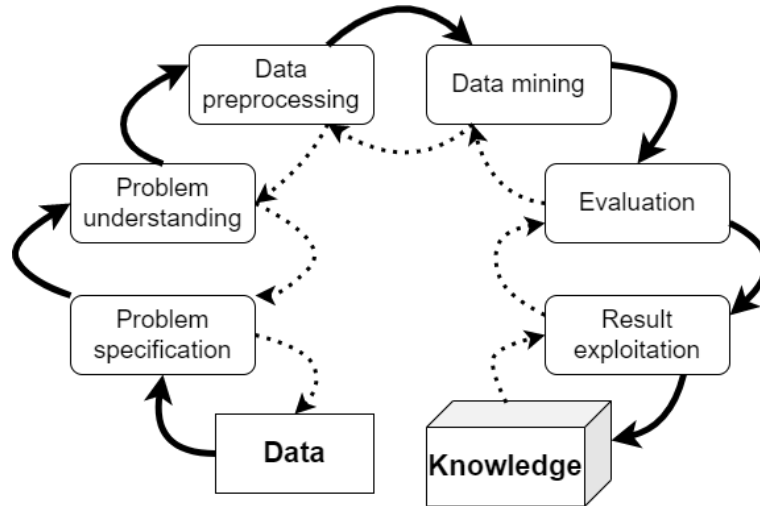 Data
preprocessing
Data mining
Problem
understanding
Evaluation
Problem
specification
Result
exploitation
Data
Knowledge